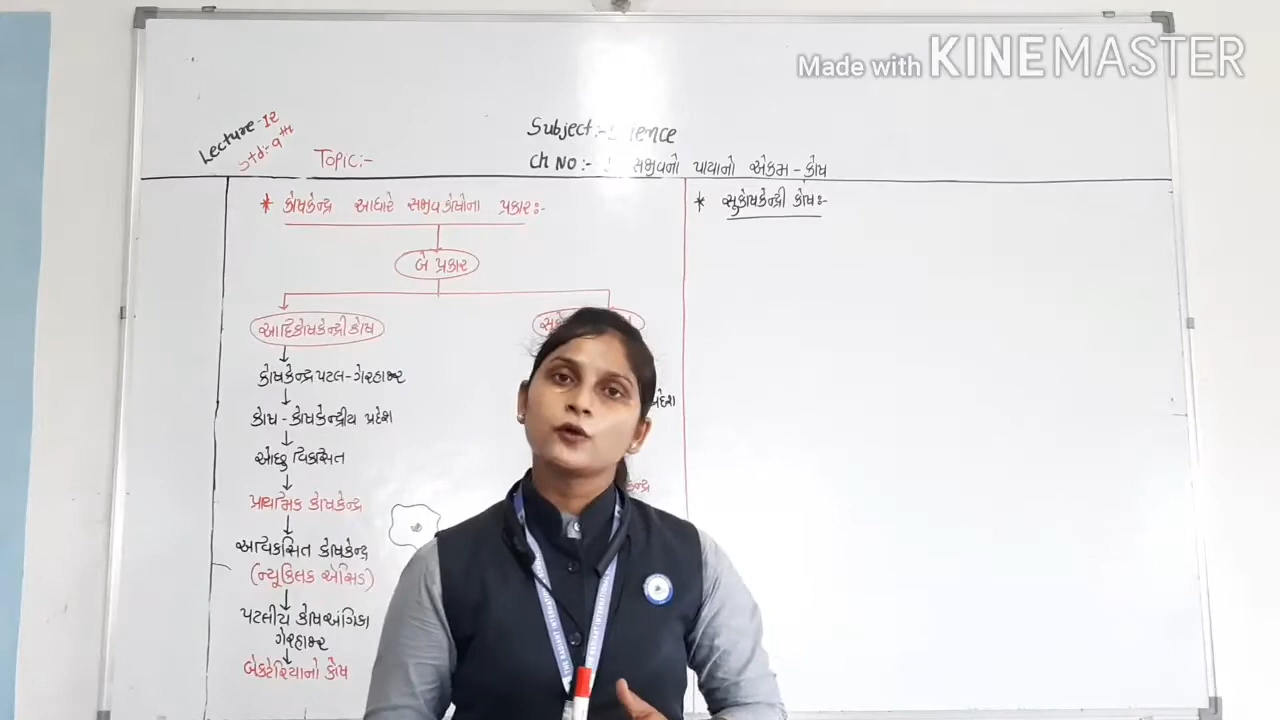 Made with KINEMASTER
Lecture-12
Std:-9th
Topic:-
Subject:-
Ch No:- સજીવનો પાયાનો એકમ - કોષ
* કોષકેન્દ્ર આધારે સજીવકોષોના પ્રકાર:-
બે પ્રકાર
આદિકોષકેન્દ્રી કોષ
કોષકેન્દ્રપટલ-ગેરહાજર
કોષ-કોષકેન્દ્રીય પ્રદેશ
ઓછુ વિકસિત
પ્રાથમિક કોષકેન્દ્ર
અવિકસિત કોષકેન્દ્ર
(ન્યૂક્લિક એસિડ)
પટલીય કોષઅંગિકા
ગેરહાજર
બેકટેરિયાનો કોષ
* સુકોષકેન્દ્રી કોષ:-